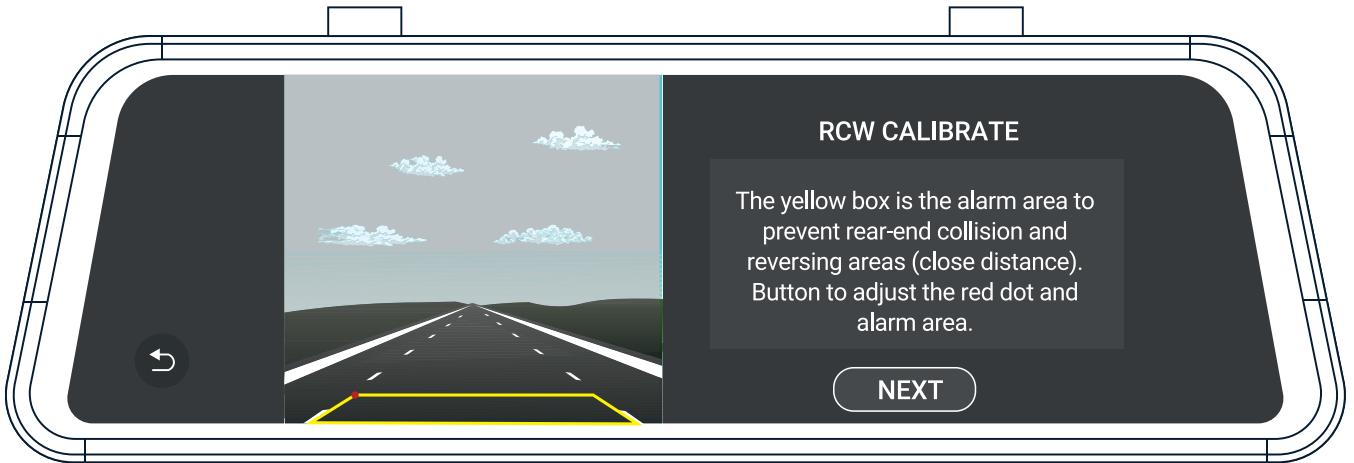 RCW CALIBRATE
The yellow box is the alarm area to
prevent rear-end collision and
reversing areas (close distance).
Button to adjust the red dot and
alarm area.
NEXT